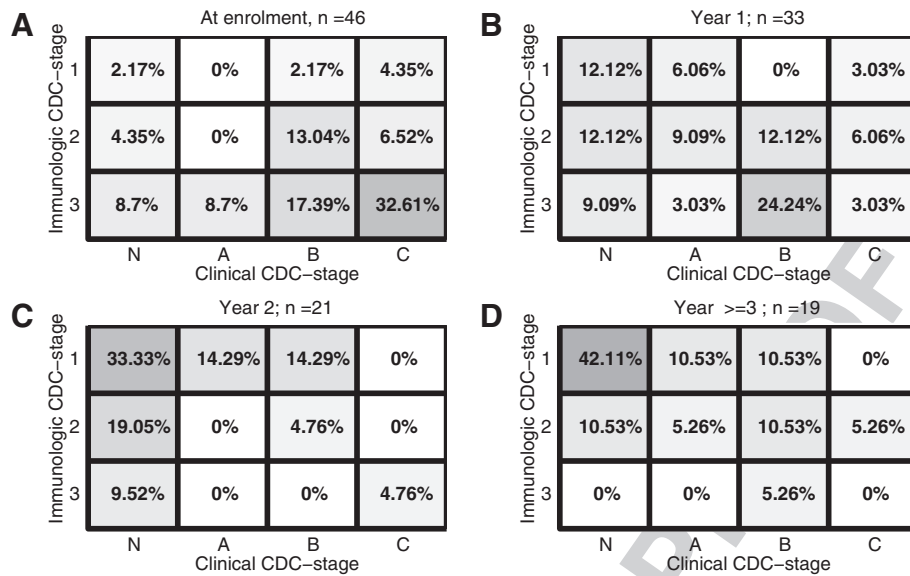 A
At enrolment, n =46
Immunologic CDC−stage
1
2.17%
0%
2.17%
4.35%
2
4.35%
0%
13.04%
6.52%
3
8.7%
8.7%
17.39%
32.61%
N
A
B
C
Clinical CDC−stage
B
Year 1; n =33
Immunologic CDC−stage
1
12.12%
6.06%
0%
3.03%
2
12.12%
9.09%
12.12%
6.06%
3
9.09%
3.03%
24.24%
3.03%
N
A
B
C
Clinical CDC−stage
C
Year 2; n =21
Immunologic CDC−stage
1
33.33%
14.29%
14.29%
0%
2
19.05%
0%
4.76%
0%
3
9.52%
0%
0%
4.76%
N
A
B
C
Clinical CDC−stage
D
Year >=3 ; n =19
Immunologic CDC−stage
1
42.11%
10.53%
10.53%
0%
2
10.53%
5.26%
10.53%
5.26%
3
0%
0%
5.26%
0%
N
A
B
C
Clinical CDC−stage